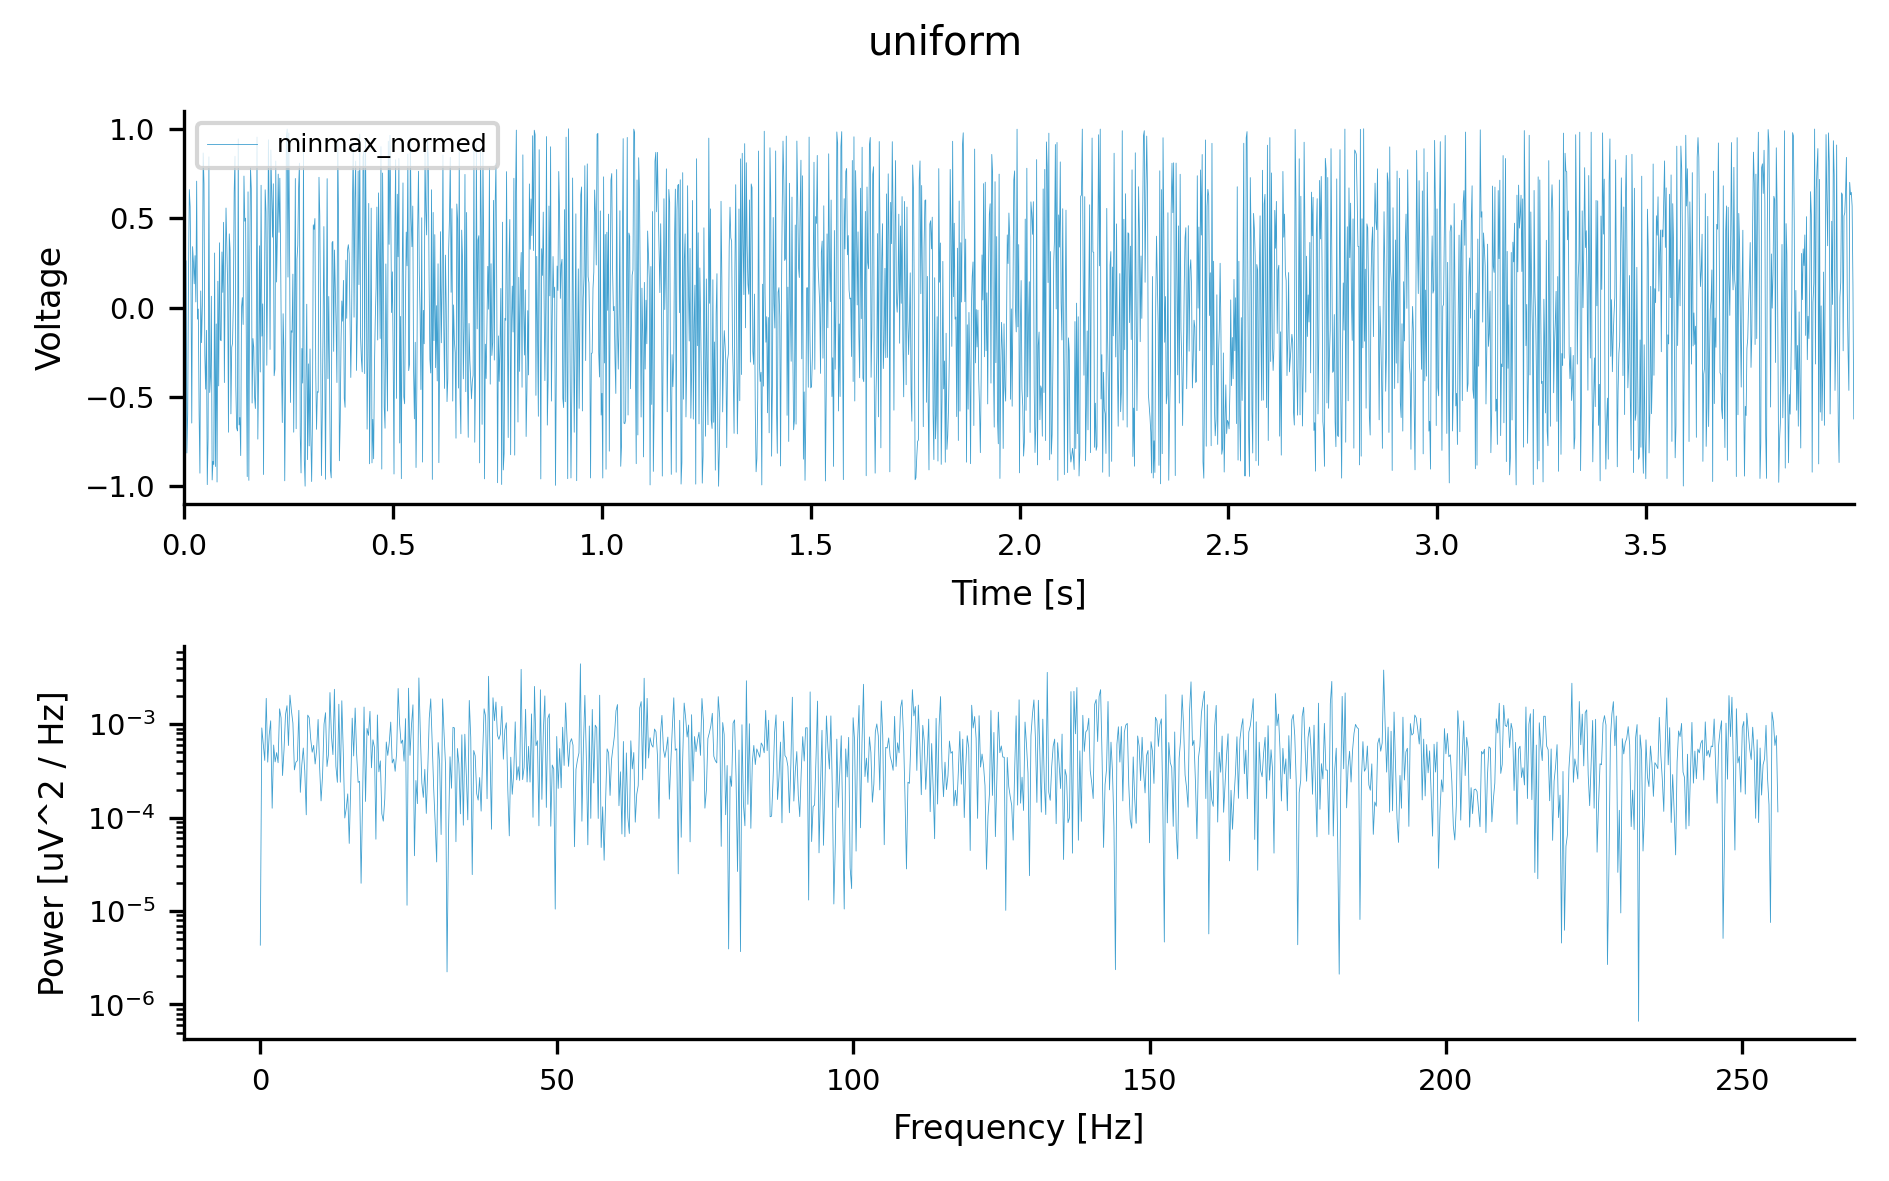 uniform
minmax_normed
Voltage
1.0
0.5
0.0
−0.5
−1.0
0.0 0.5 1.0 1.5 2.0 2.5 3.0 3.5
Time [s]
Power [uV^2 / Hz]
10⁻³
10⁻⁴
10⁻⁵
10⁻⁶
0 50 100 150 200 250
Frequency [Hz]